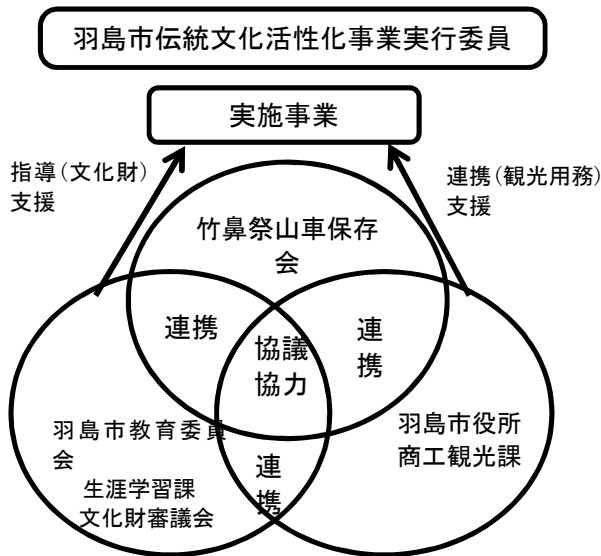 羽島市伝統文化活性化事業実行委員
実施事業
指導(文化財)
支援
連携(観光用務)
支援
竹鼻祭山車保存
会
連携
協議
協力
連
携
羽島市教育委員
会
生涯学習課
文化財審議会
連
携
羽島市役所
商工観光課